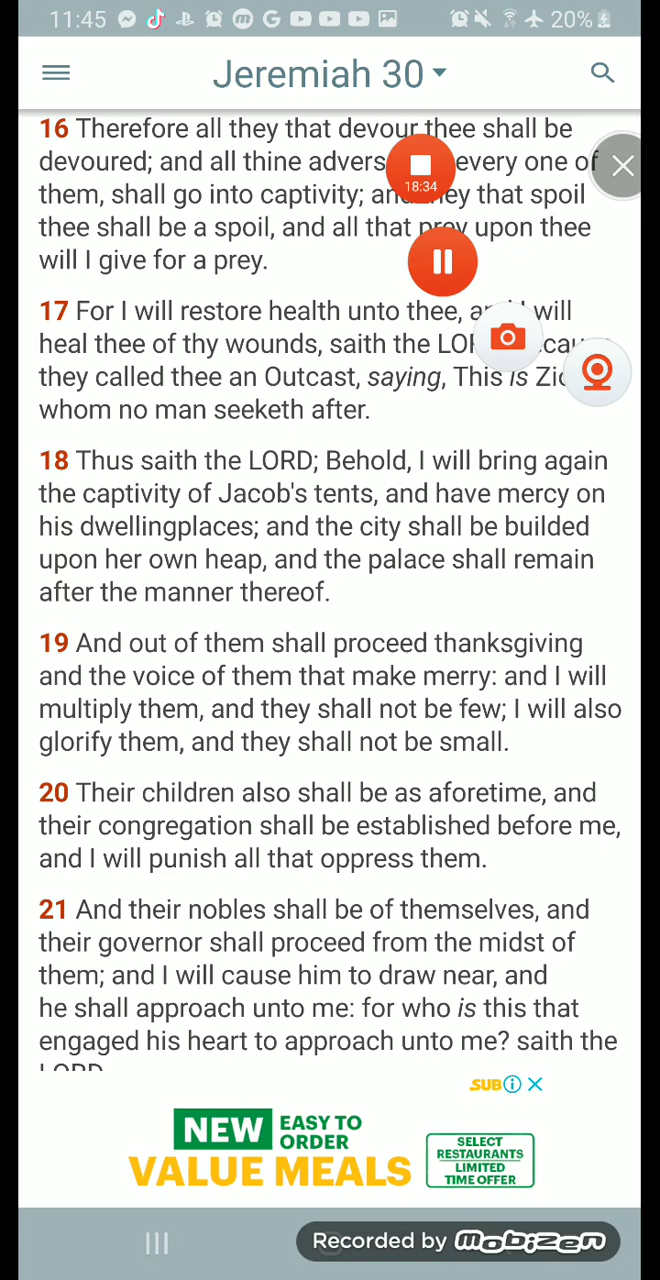 11:45
20%
Jeremiah 30
16 Therefore all they that devour thee shall be
devoured; and all thine advers every one of
them, shall go into captivity; and they that spoil
thee shall be a spoil, and all that prey upon thee
will I give for a prey.
18:34
17 For I will restore health unto thee, and I will
heal thee of thy wounds, saith the LOR
they called thee an Outcast, saying, This is Zio
whom no man seeketh after.
18 Thus saith the LORD; Behold, I will bring again
the captivity of Jacob's tents, and have mercy on
his dwellingplaces; and the city shall be builded
upon her own heap, and the palace shall remain
after the manner thereof.
19 And out of them shall proceed thanksgiving
and the voice of them that make merry: and I will
multiply them, and they shall not be few; I will also
glorify them, and they shall not be small.
20 Their children also shall be as aforetime, and
their congregation shall be established before me,
and I will punish all that oppress them.
21 And their nobles shall be of themselves, and
their governor shall proceed from the midst of
them; and I will cause him to draw near, and
he shall approach unto me: for who is this that
engaged his heart to approach unto me? saith the
LORD
SUB
NEW EASY TO ORDER
VALUE MEALS
SELECT
RESTAURANTS
LIMITED
TIME OFFER
Recorded by mobizen